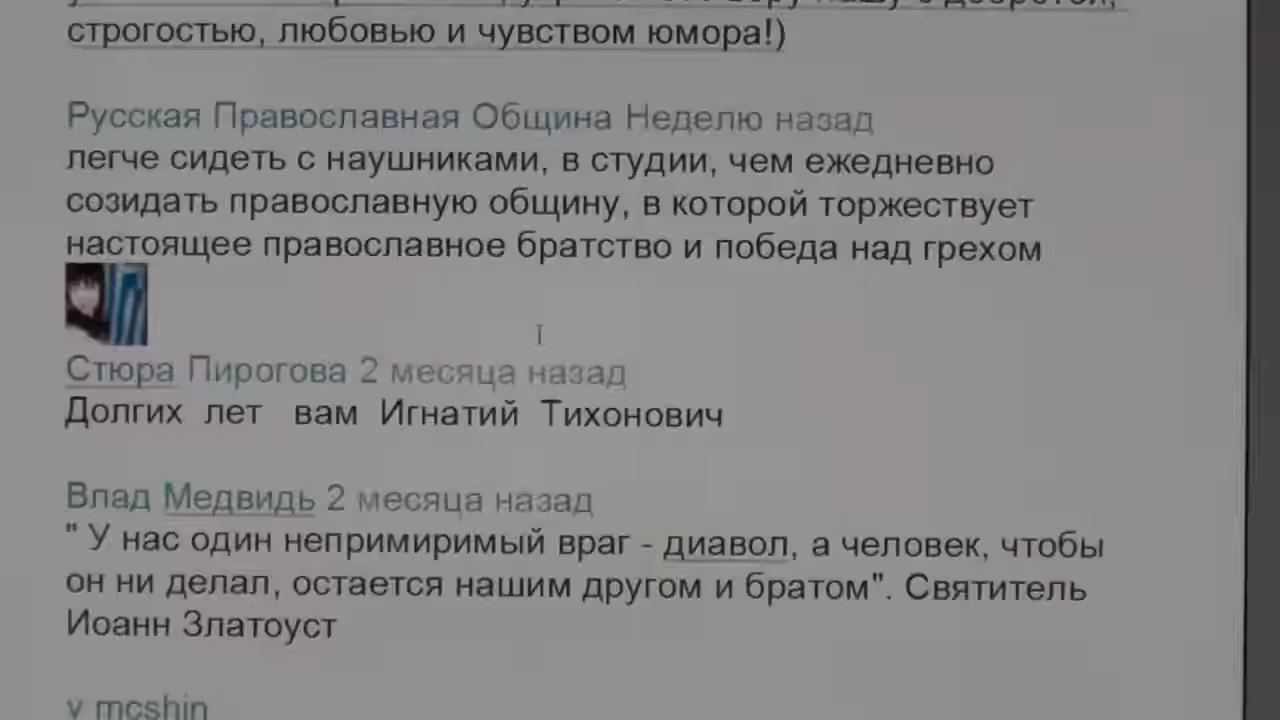 строгостью, любовью и чувством юмора!)
Русская Православная Община Неделю назад
легче сидеть с наушниками, в студии, чем ежедневно
созидать православную общину, в которой торжествует
настоящее православное братство и победа над грехом
Стюра Пирогова 2 месяца назад
Долгих лет вам Игнатий Тихонович
Влад Медвидь 2 месяца назад
" У нас один непримиримый враг - диавол, а человек, чтобы
он ни делал, остается нашим другом и братом". Святитель
Иоанн Златоуст
v mcshin